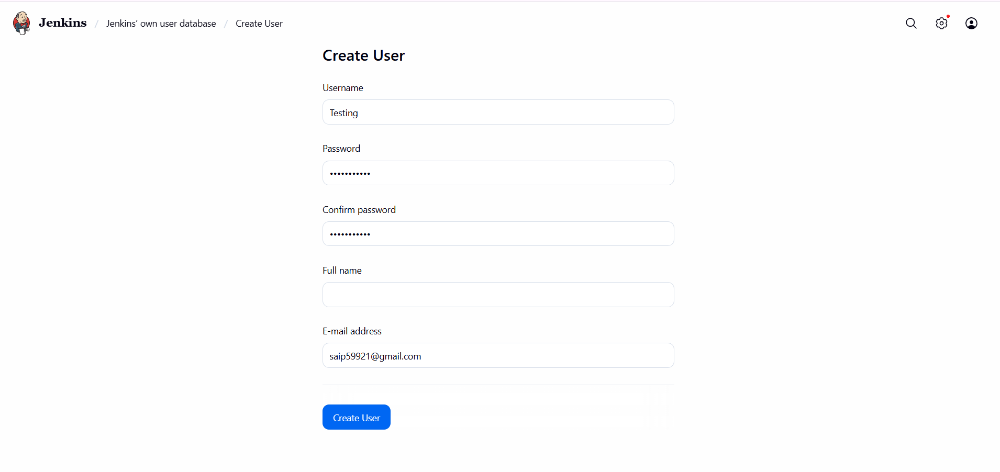 Jenkins / Jenkins’ own user database / Create User
Create User
Username
Testing
Password
•••••••••••
Confirm password
•••••••••••
Full name
E-mail address
saip59921@gmail.com
Create User